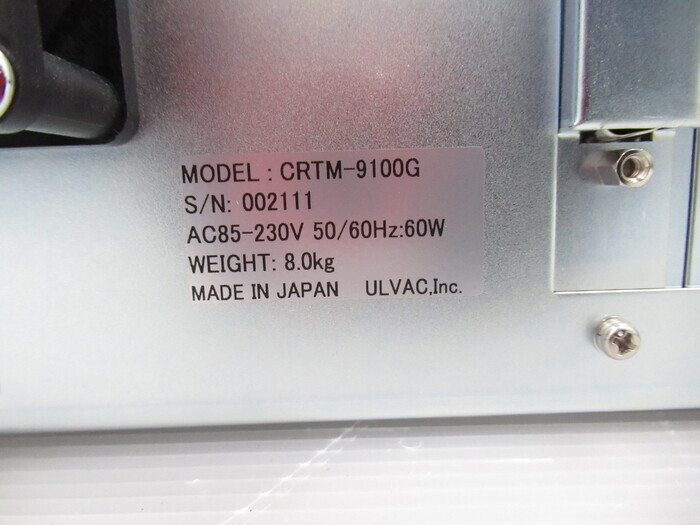 MODEL : CRTM-9100G
S/N: 002111
AC85-230V 50/60Hz:60W
WEIGHT: 8.0kg
MADE IN JAPAN ULVAC,Inc.